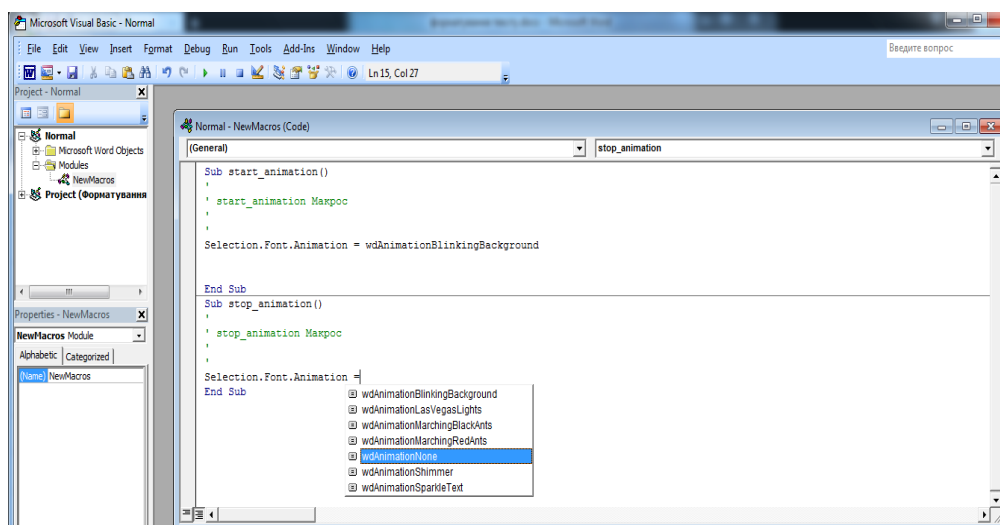 Microsoft Visual Basic - Normal
File Edit View Insert Format Debug Run Tools Add-Ins Window Help
Введите вопрос
Ln 15, Col 27
Project - Normal
Normal
Microsoft Word Objects
Modules
NewMacros
Project (Форматування
Properties - NewMacros
NewMacros Module
Alphabetic Categorized
(Name) NewMacros
Normal - NewMacros (Code)
(General) stop_animation
Sub start_animation()
'
' start_animation Макрос
'
'
Selection.Font.Animation = wdAnimationBlinkingBackground
End Sub
Sub stop_animation()
'
' stop_animation Макрос
'
'
Selection.Font.Animation =
End Sub
wdAnimationBlinkingBackground
wdAnimationLasVegasLights
wdAnimationMarchingBlackAnts
wdAnimationMarchingRedAnts
wdAnimationNone
wdAnimationShimmer
wdAnimationSparkleText